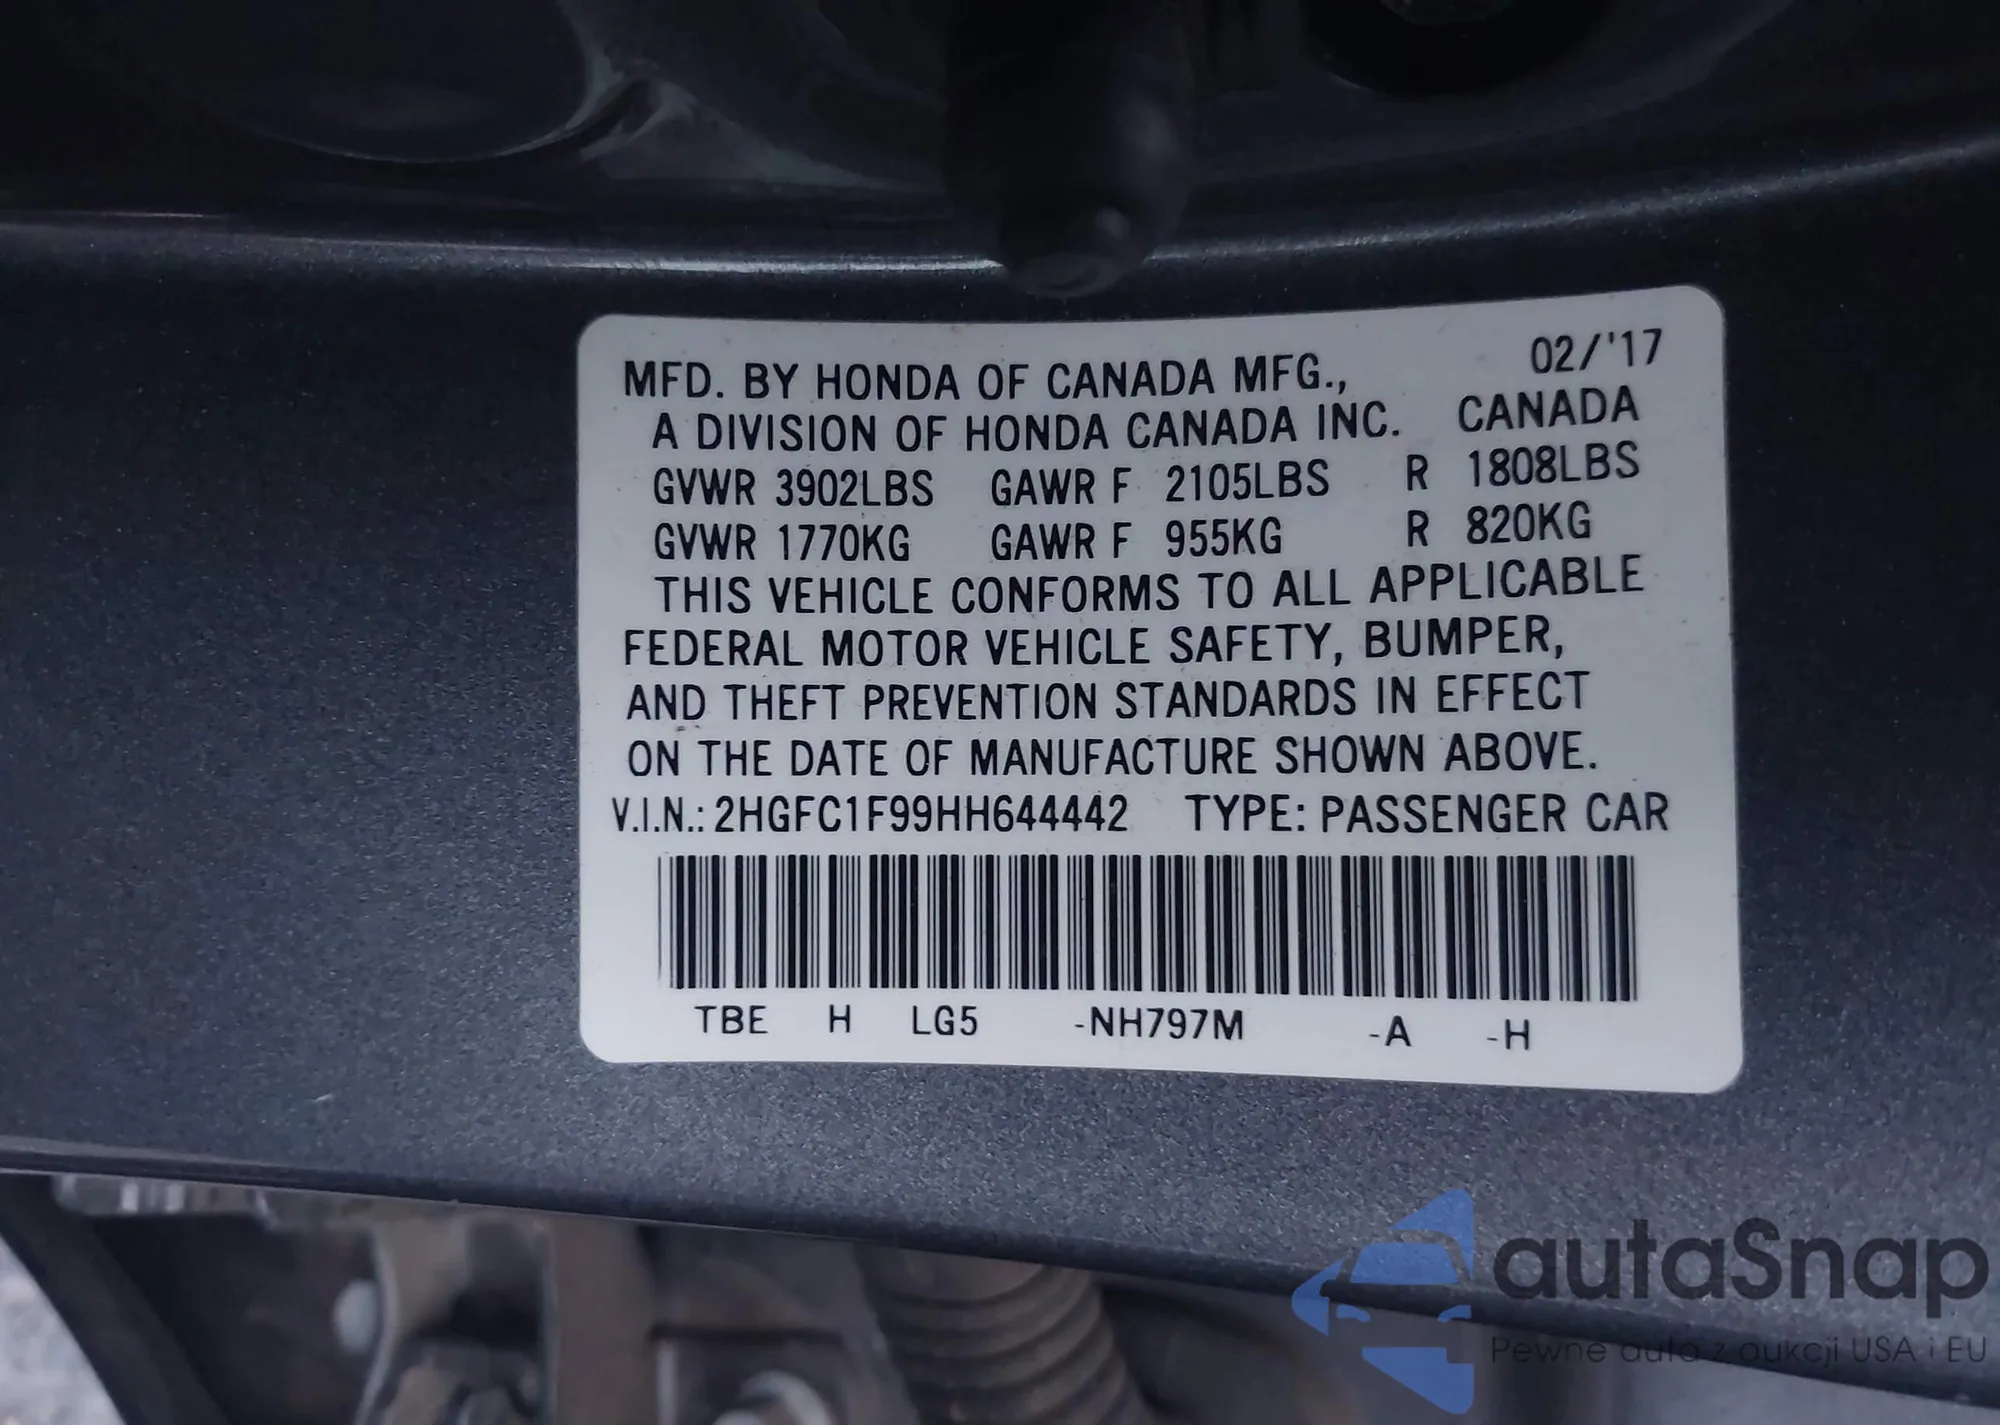 02/'17
MFD. BY HONDA OF CANADA MFG.,
A DIVISION OF HONDA CANADA INC. CANADA
GVWR 3902LBS GAWR F 2105LBS R 1808LBS
GVWR 1770KG GAWR F 955KG R 820KG
THIS VEHICLE CONFORMS TO ALL APPLICABLE
FEDERAL MOTOR VEHICLE SAFETY, BUMPER,
AND THEFT PREVENTION STANDARDS IN EFFECT
ON THE DATE OF MANUFACTURE SHOWN ABOVE.
V.I.N.: 2HGFC1F99HH644442 TYPE: PASSENGER CAR
TBE H LG5 -NH797M -A -H
autaSnap
Pewne auta z aukcji USA i EU